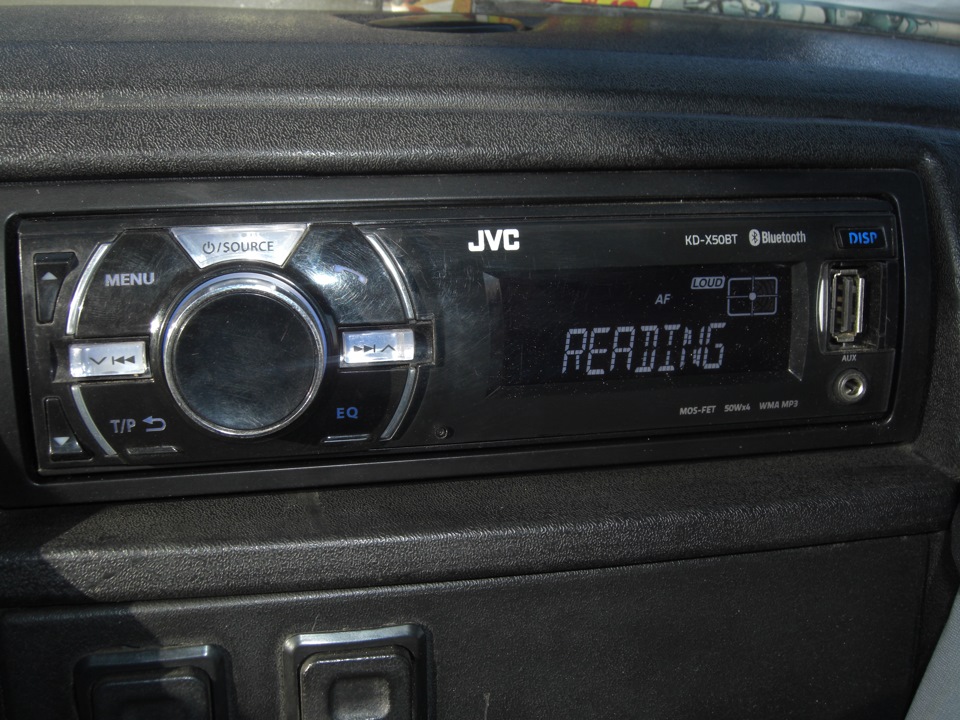 ⏻/SOURCE
MENU
T/P
EQ
JVC
KD-X50BT Bluetooth
DISP
LOUD
AF
READING
AUX
MOS-FET 50Wx4 WMA MP3